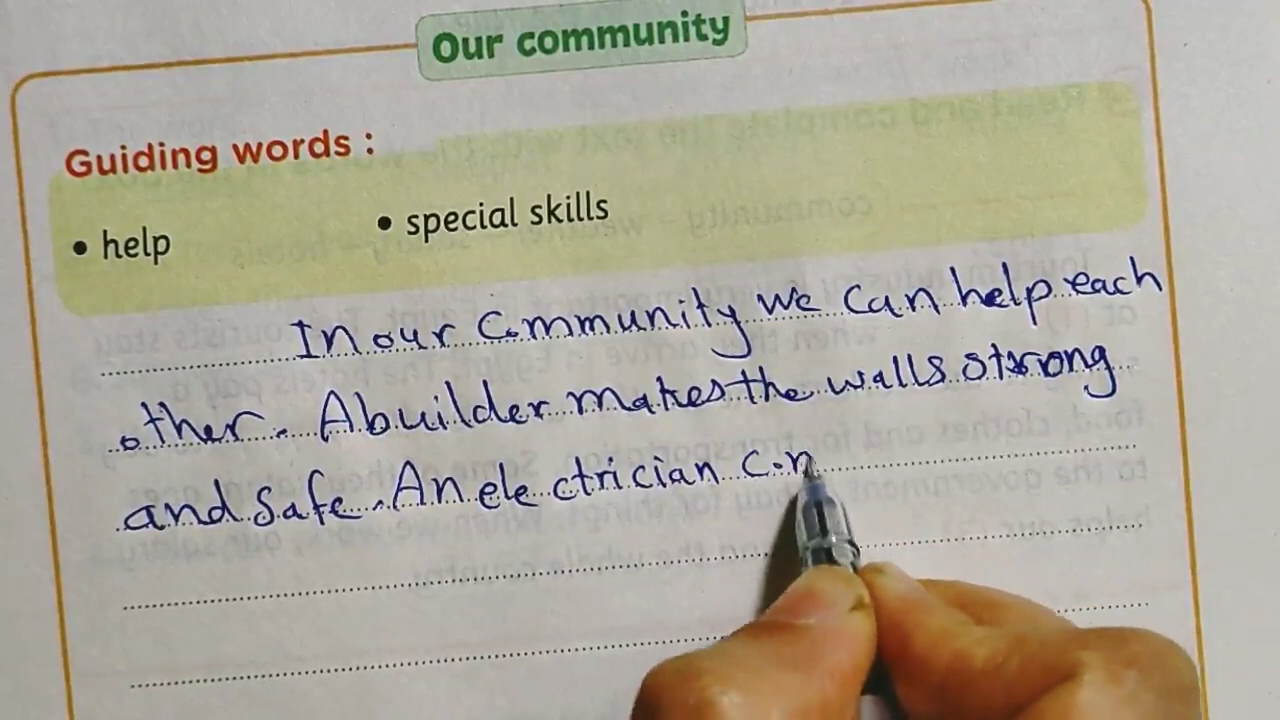 Our community
Guiding words :
• help • special skills
In our community we can help each
other. A builder makes the walls strong
and safe. An electrician con